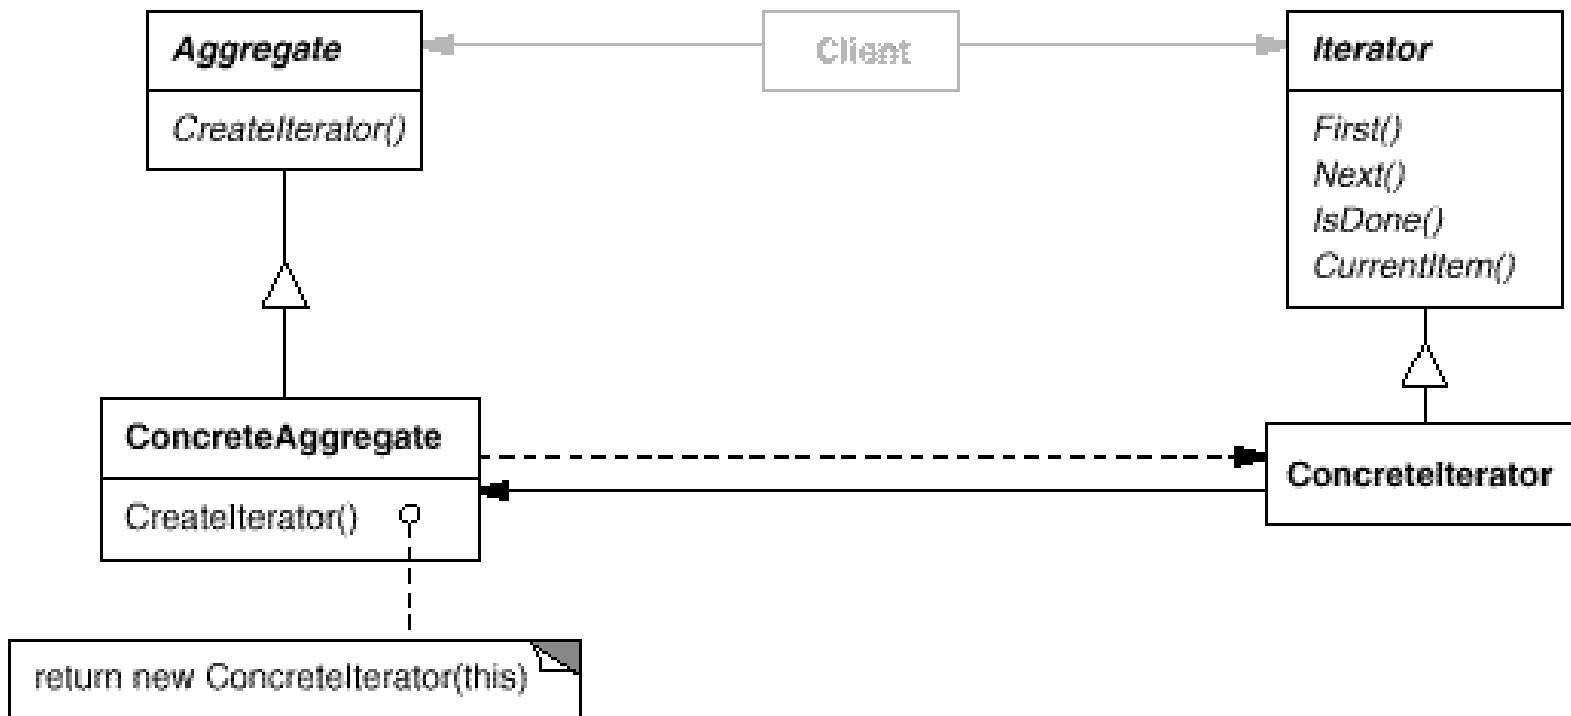 Aggregate
CreateIterator()
Client
Iterator
First()
Next()
IsDone()
CurrentItem()
ConcreteAggregate
CreateIterator()
ConcreteIterator
return new ConcreteIterator(this)